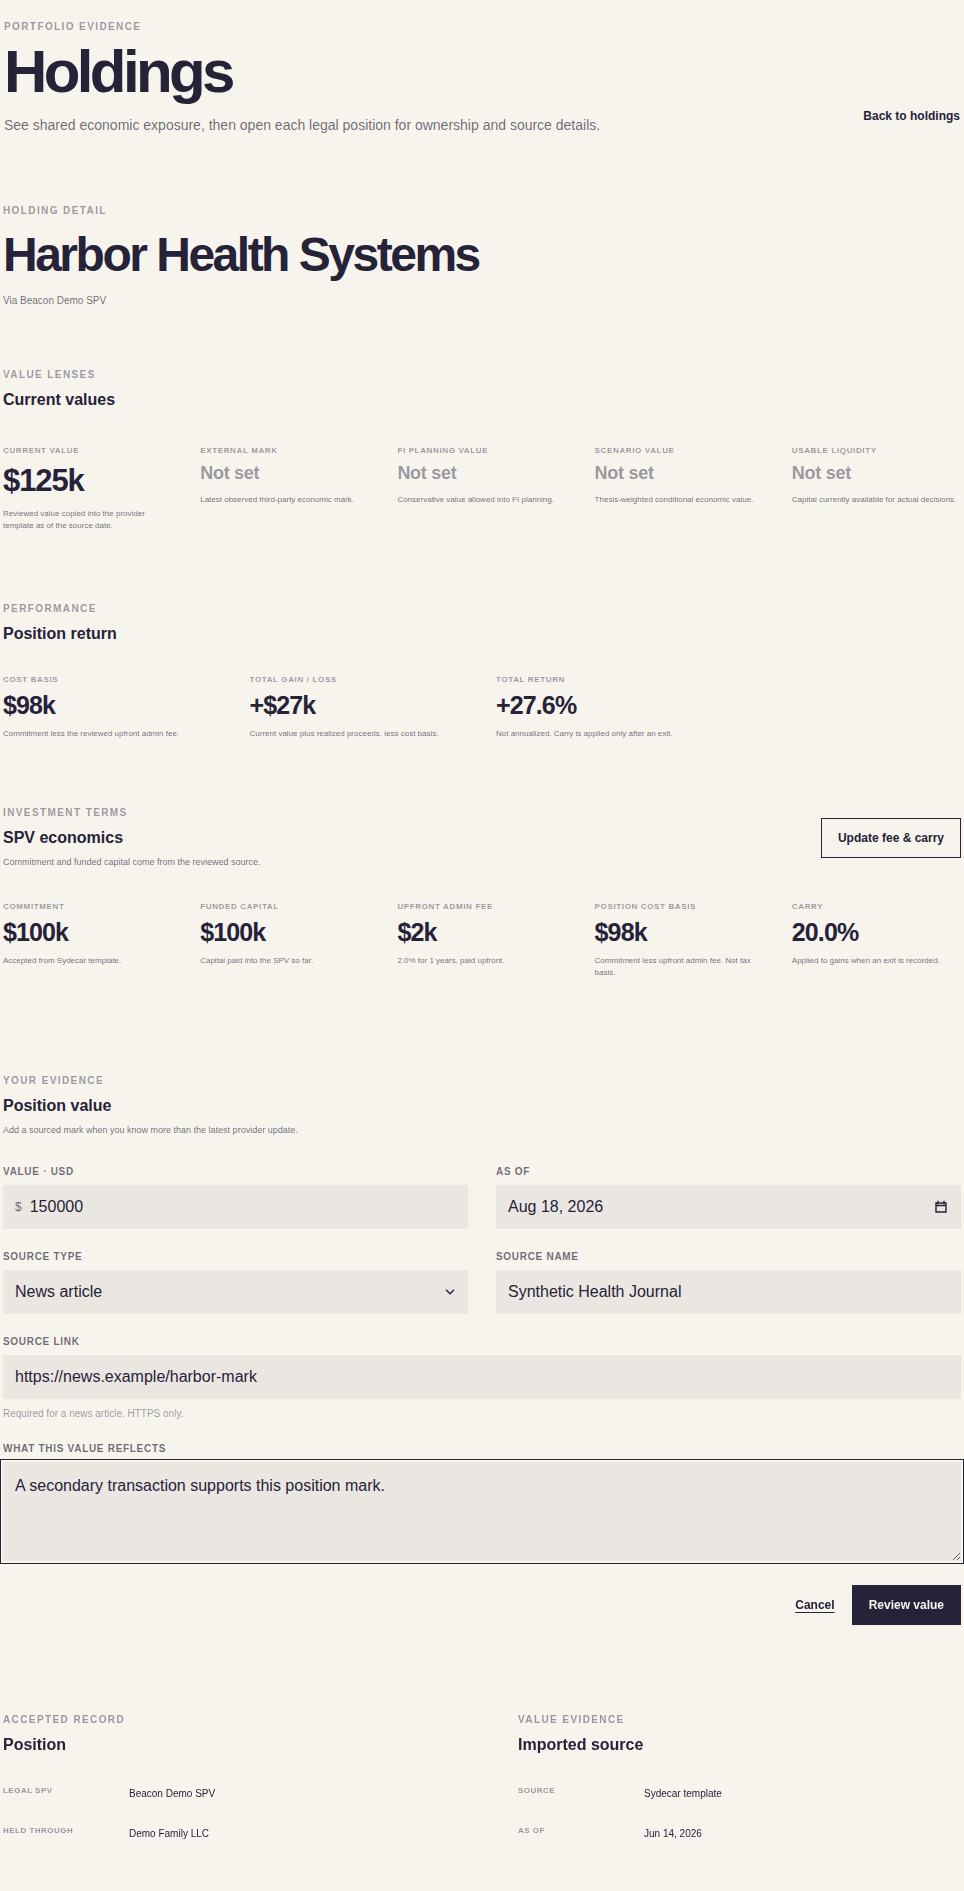 PORTFOLIO EVIDENCE
Holdings
See shared economic exposure, then open each legal position for ownership and source details.
Back to holdings
HOLDING DETAIL
Harbor Health Systems
Via Beacon Demo SPV
VALUE LENSES
Current values
CURRENT VALUE
$125k
Reviewed value copied into the provider
template as of the source date.
EXTERNAL MARK
Not set
Latest observed third-party economic mark.
FI PLANNING VALUE
Not set
Conservative value allowed into FI planning.
SCENARIO VALUE
Not set
Thesis-weighted conditional economic value.
USABLE LIQUIDITY
Not set
Capital currently available for actual decisions.
PERFORMANCE
Position return
COST BASIS
$98k
Commitment less the reviewed upfront admin fee.
TOTAL GAIN / LOSS
+$27k
Current value plus realized proceeds, less cost basis.
TOTAL RETURN
+27.6%
Not annualized. Carry is applied only after an exit.
INVESTMENT TERMS
SPV economics
Commitment and funded capital come from the reviewed source.
Update fee & carry
COMMITMENT
$100k
Accepted from Sydecar template.
FUNDED CAPITAL
$100k
Capital paid into the SPV so far.
UPFRONT ADMIN FEE
$2k
2.0% for 1 years, paid upfront.
POSITION COST BASIS
$98k
Commitment less upfront admin fee. Not tax
basis.
CARRY
20.0%
Applied to gains when an exit is recorded.
YOUR EVIDENCE
Position value
Add a sourced mark when you know more than the latest provider update.
VALUE · USD
$ 150000
AS OF
Aug 18, 2026
SOURCE TYPE
News article
SOURCE NAME
Synthetic Health Journal
SOURCE LINK
https://news.example/harbor-mark
Required for a news article. HTTPS only.
WHAT THIS VALUE REFLECTS
A secondary transaction supports this position mark.
Cancel
Review value
ACCEPTED RECORD
Position
LEGAL SPV
Beacon Demo SPV
HELD THROUGH
Demo Family LLC
VALUE EVIDENCE
Imported source
SOURCE
Sydecar template
AS OF
Jun 14, 2026